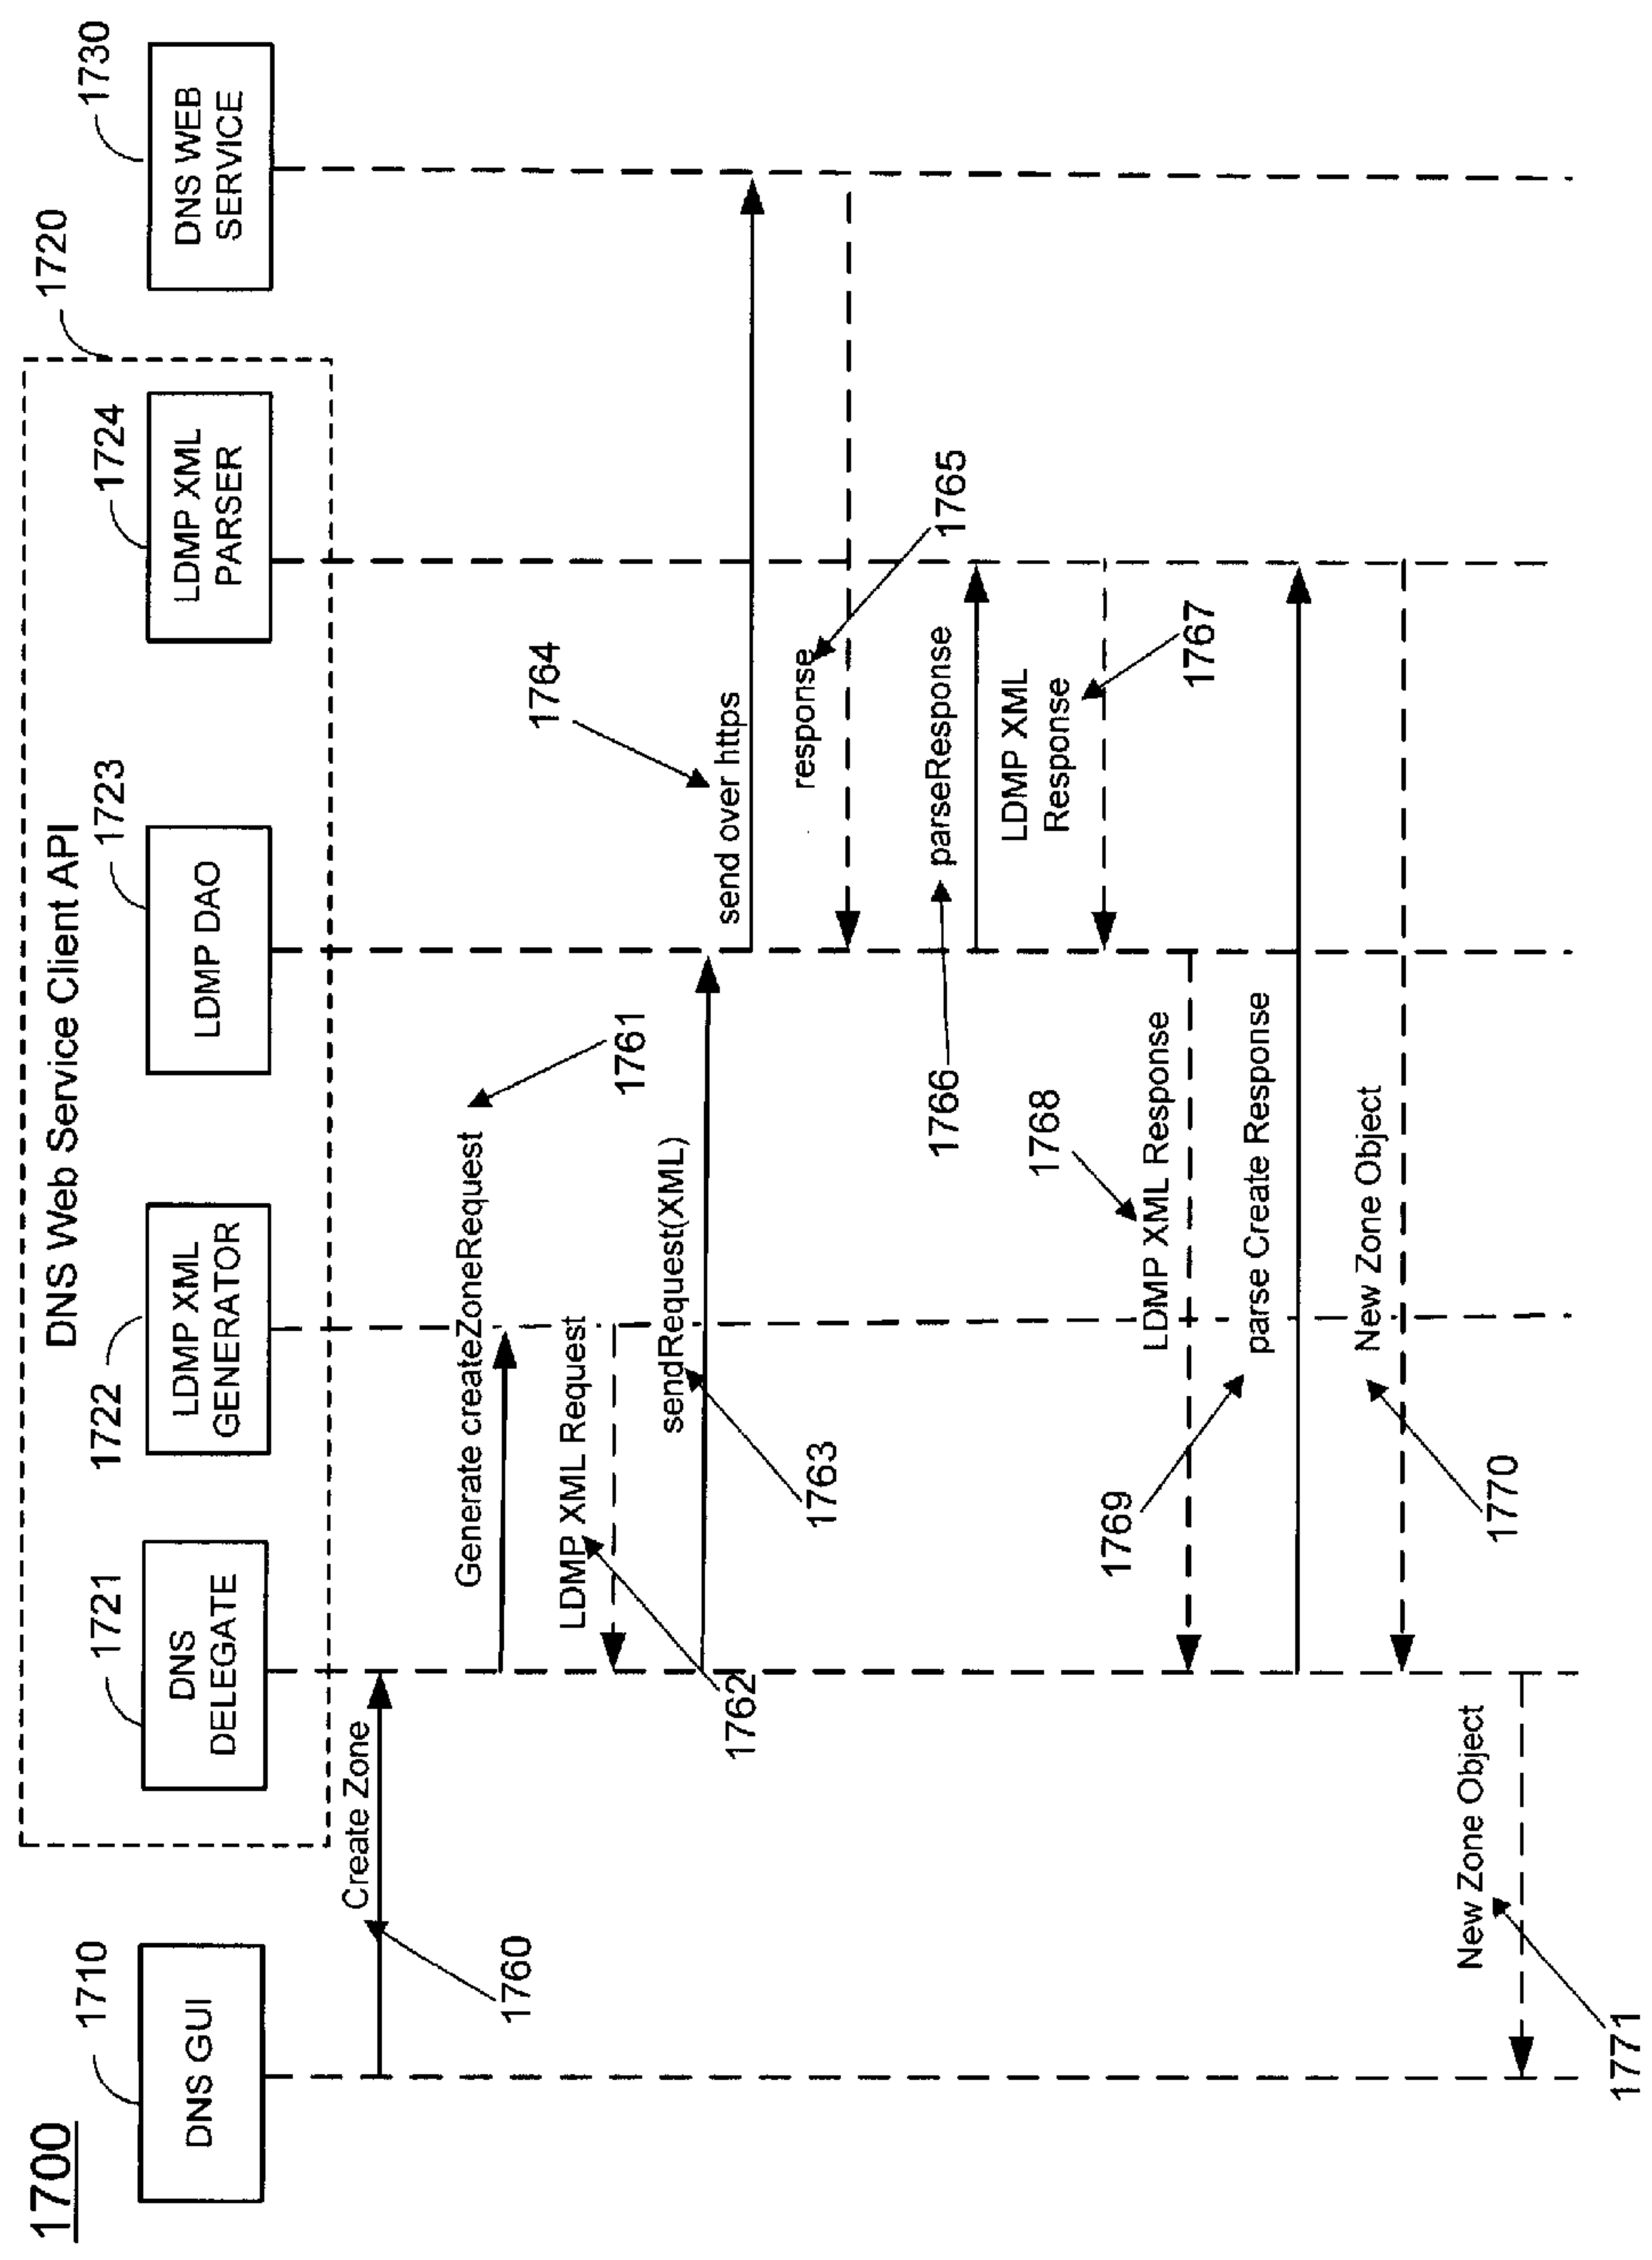 1700
DNS Web Service Client API
1720
1710
DNS GUI
1721
DNS
DELEGATE
1722
LDMP XML
GENERATOR
1723
LDMP DAO
1724
LDMP XML
PARSER
1730
DNS WEB
SERVICE
Create Zone
1760
Generate createZoneRequest
1761
LDMP XML Request
1762
sendRequest(XML)
1763
send over https
1764
response
1765
parseResponse
1766
LDMP XML
Response
1767
LDMP XML Response
1768
parse Create Response
1769
New Zone Object
1770
New Zone Object
1771